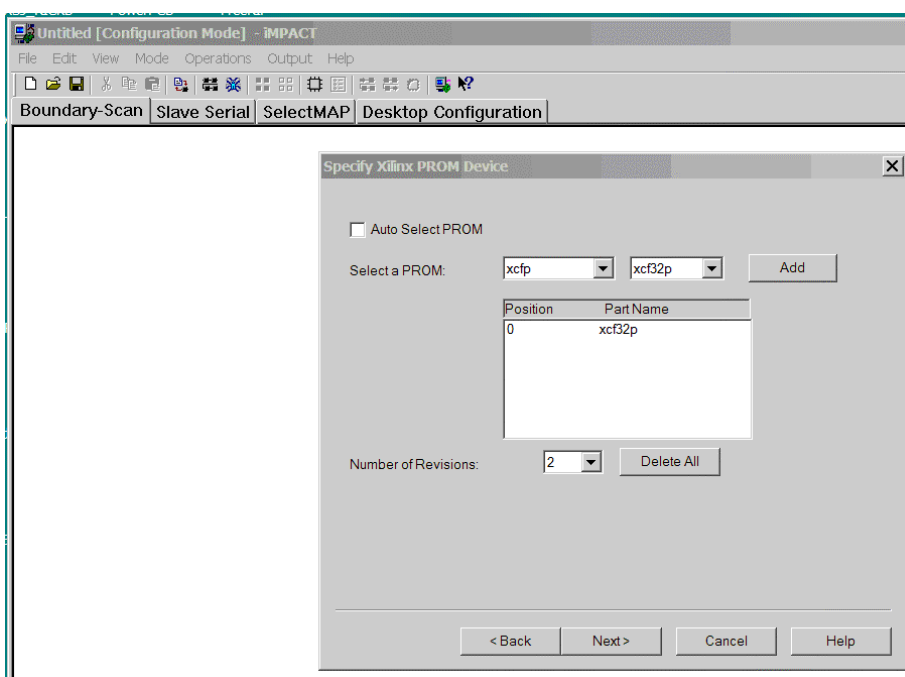 Untitled [Configuration Mode] - iMPACT
File Edit View Mode Operations Output Help
Boundary-Scan Slave Serial SelectMAP Desktop Configuration
Specify Xilinx PROM Device
Auto Select PROM
Select a PROM: xcfp xcf32p Add
Position Part Name
0 xcf32p
Number of Revisions: 2 Delete All
< Back Next > Cancel Help